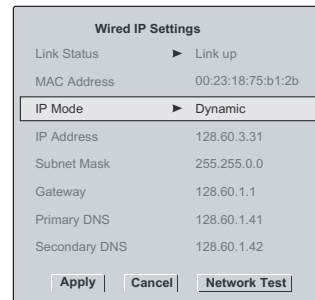 Wired IP Settings
Link Status ► Link up
MAC Address 00:23:18:75:b1:2b
IP Mode ► Dynamic
IP Address 128.60.3.31
Subnet Mask 255.255.0.0
Gateway 128.60.1.1
Primary DNS 128.60.1.41
Secondary DNS 128.60.1.42
Apply Cancel Network Test